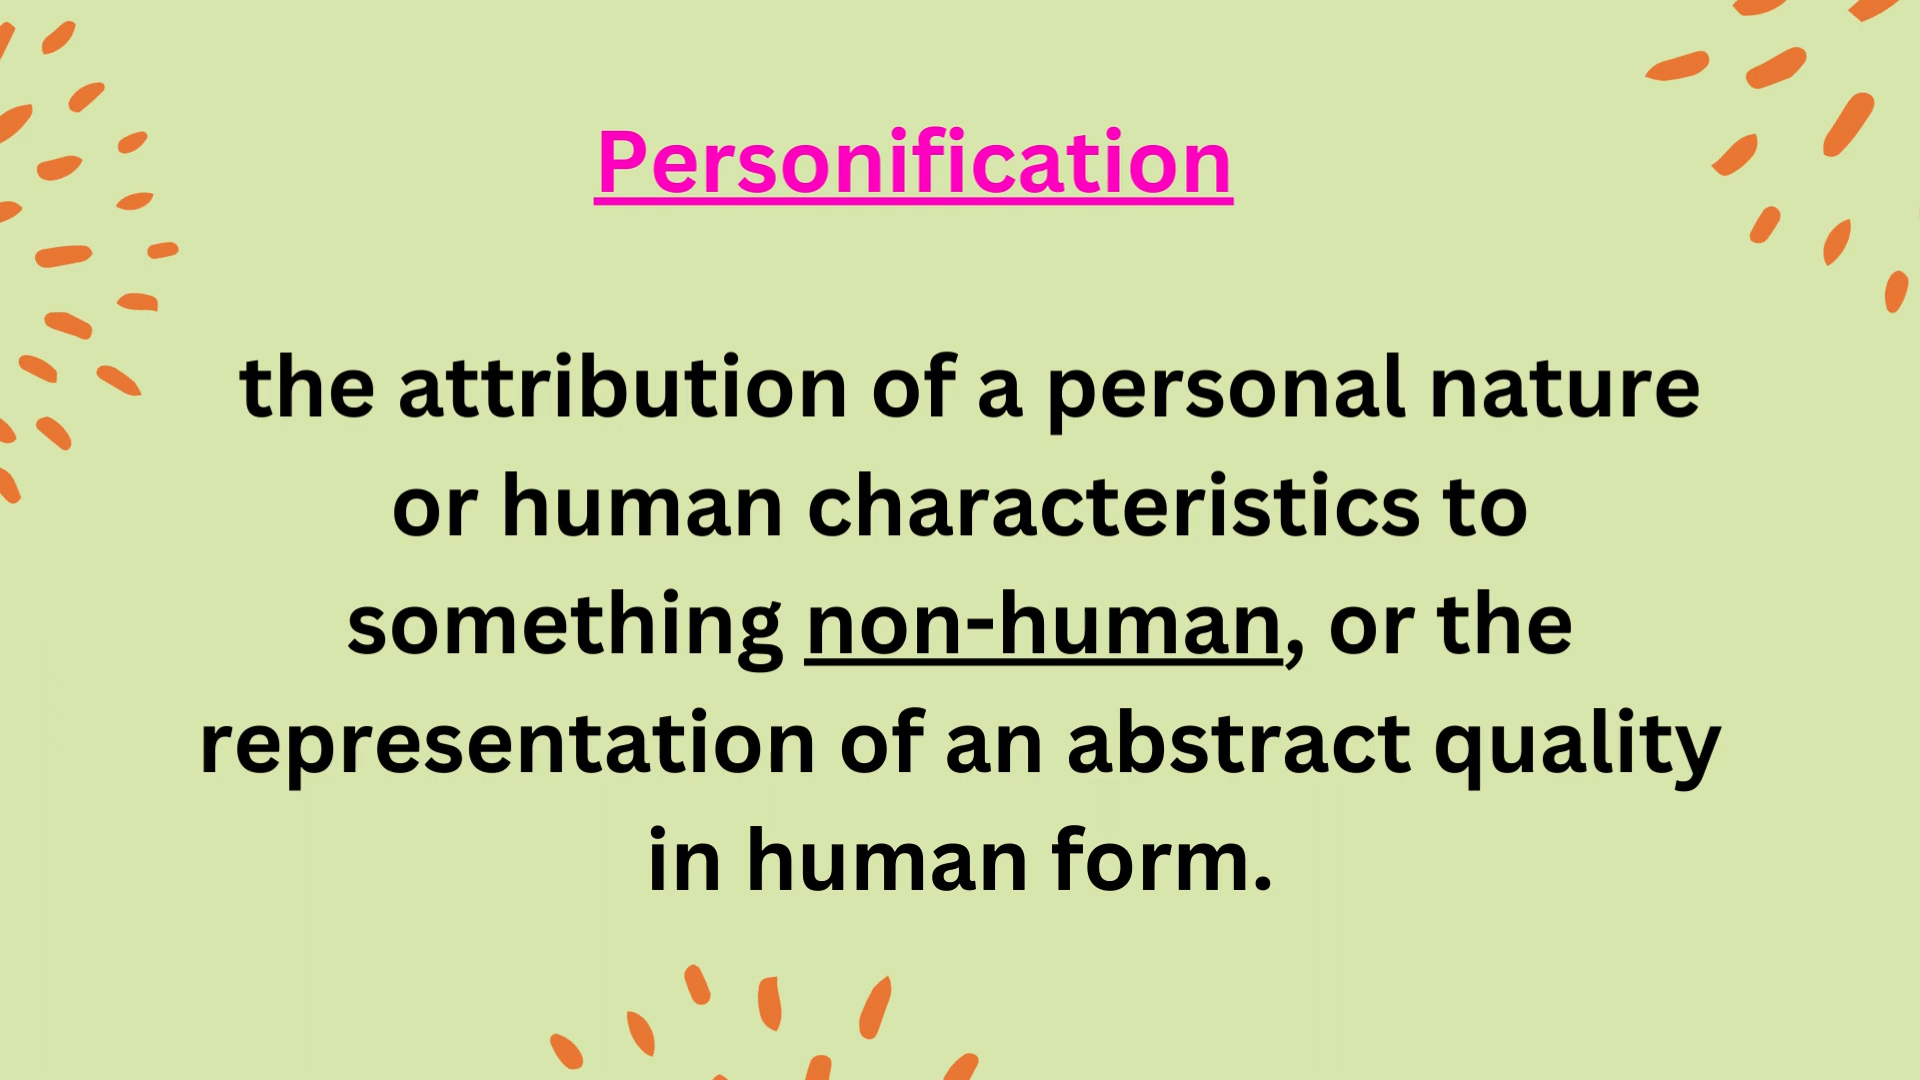 Personification
the attribution of a personal nature
or human characteristics to
something non-human, or the
representation of an abstract quality
in human form.